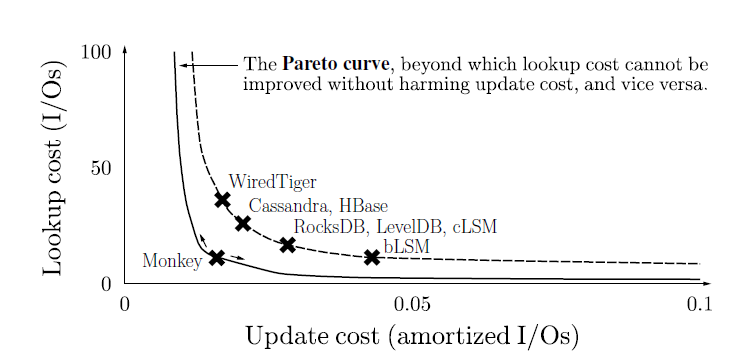 100
The Pareto curve, beyond which lookup cost cannot be
improved without harming update cost, and vice versa.
Lookup cost (I/Os)
50
WiredTiger
Cassandra, HBase
RocksDB, LevelDB, cLSM
bLSM
Monkey
0
0
0.05
0.1
Update cost (amortized I/Os)